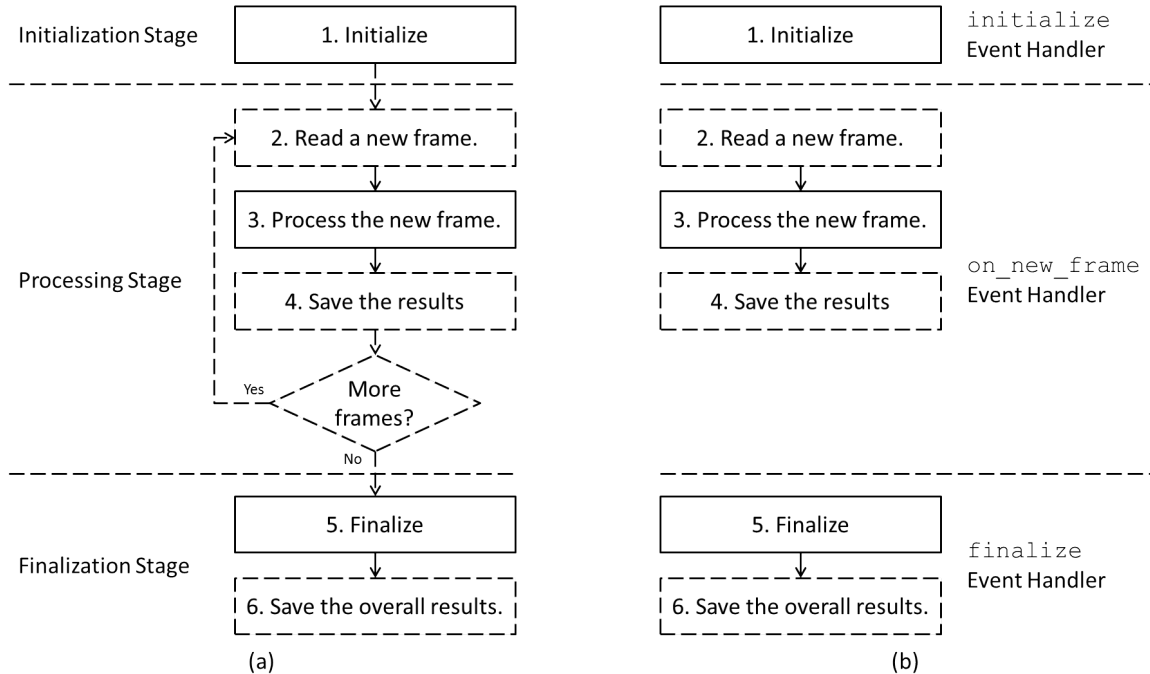 Initialization Stage
1. Initialize
2. Read a new frame.
3. Process the new frame.
Processing Stage
4. Save the results
Yes
More
frames?
No
5. Finalize
Finalization Stage
6. Save the overall results.
(a)
1. Initialize
initialize
Event Handler
2. Read a new frame.
3. Process the new frame.
on_new_frame
Event Handler
4. Save the results
5. Finalize
finalize
Event Handler
6. Save the overall results.
(b)